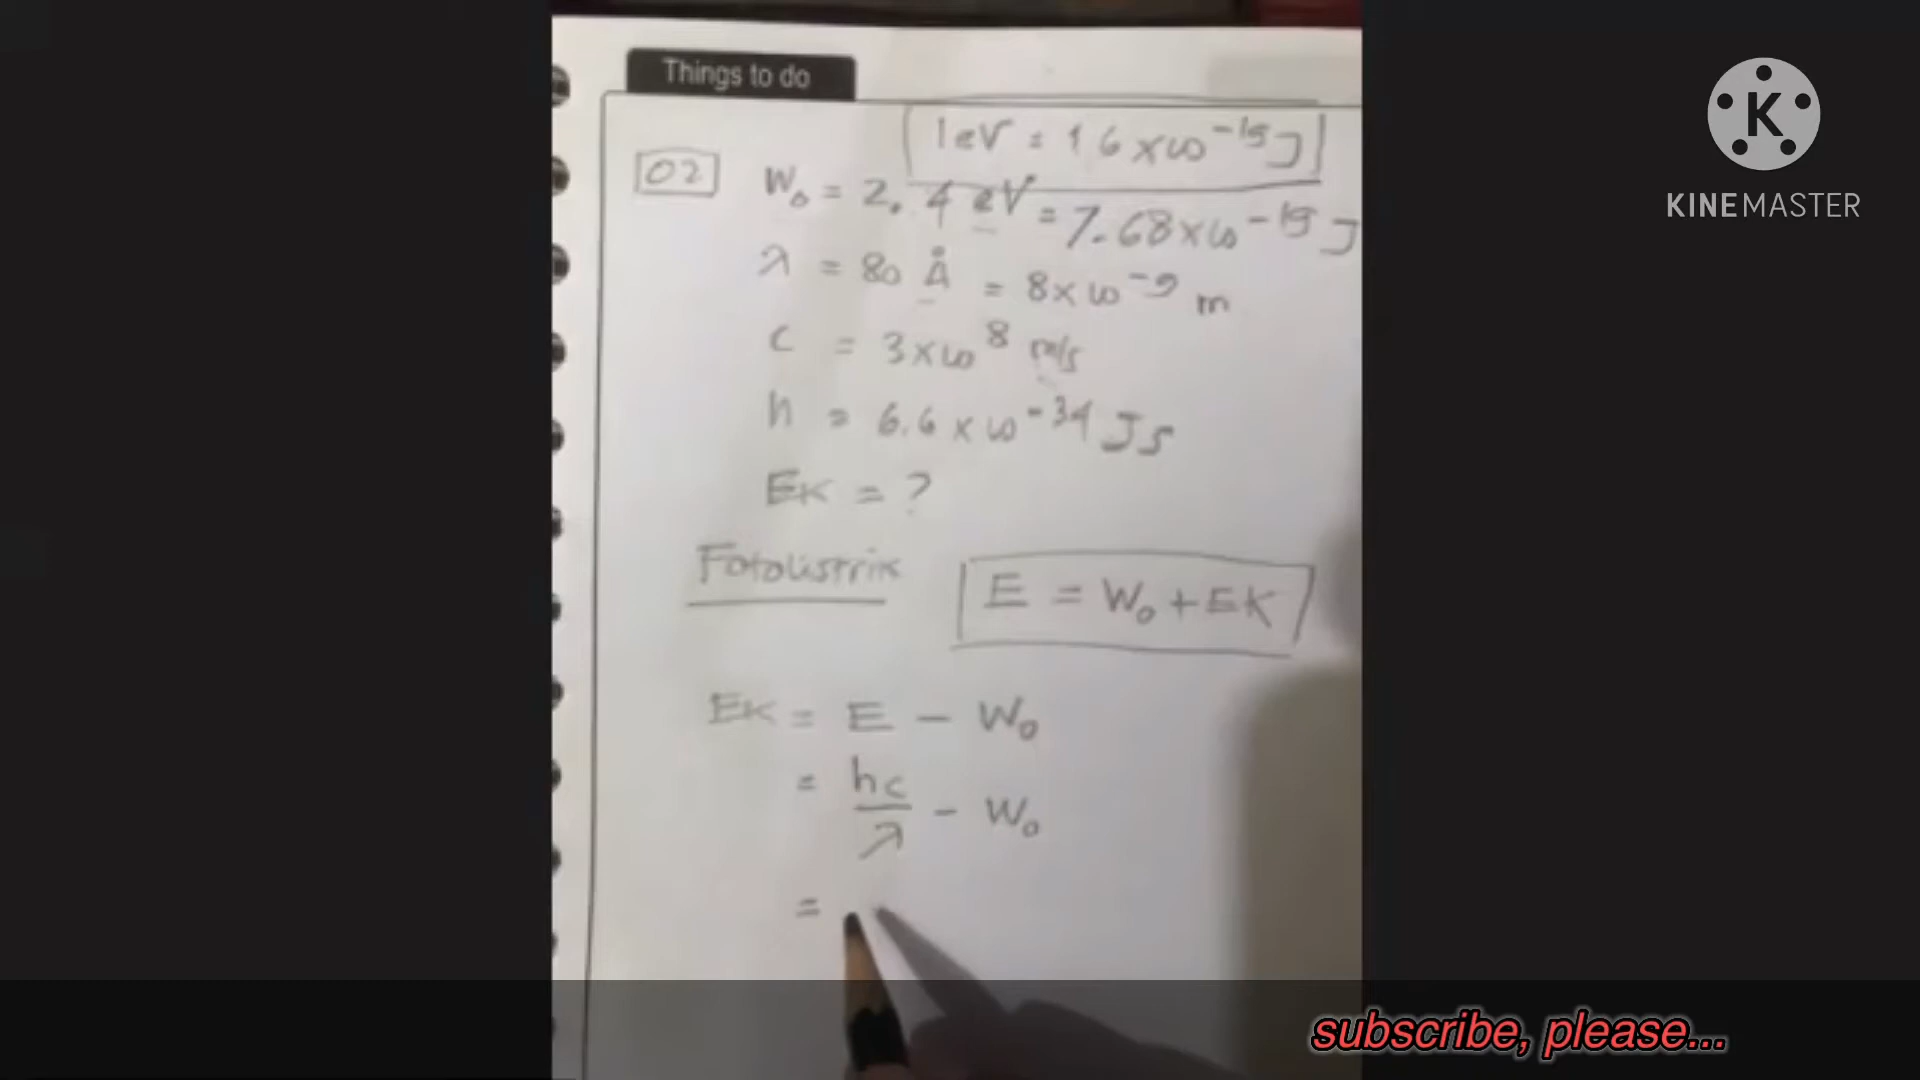 Things to do
1eV = 1 6 x 10^-19 J
02
W₀ = 2.4 eV = 7.68 x 10^-19 J
λ = 80 Å = 8 x 10^-9 m
c = 3 x 10^8 m/s
h = 6.6 x 10^-34 Js
EK = ?
Fotolistrik
E = W₀ + EK
EK = E - W₀
= hc/λ - W₀
=
K
KINEMASTER
subscribe, please...